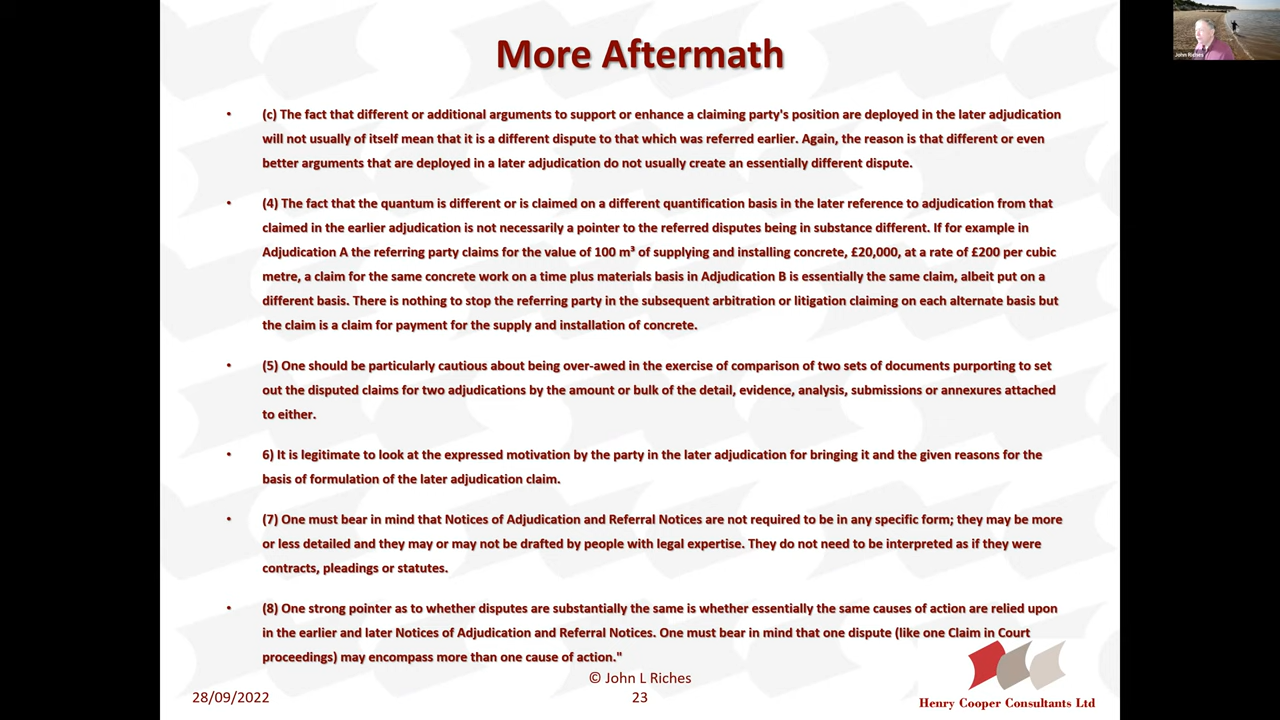 More Aftermath
John Riches
• (c) The fact that different or additional arguments to support or enhance a claiming party's position are deployed in the later adjudication
will not usually of itself mean that it is a different dispute to that which was referred earlier. Again, the reason is that different or even
better arguments that are deployed in a later adjudication do not usually create an essentially different dispute.
• (4) The fact that the quantum is different or is claimed on a different quantification basis in the later reference to adjudication from that
claimed in the earlier adjudication is not necessarily a pointer to the referred disputes being in substance different. If for example in
Adjudication A the referring party claims for the value of 100 m³ of supplying and installing concrete, £20,000, at a rate of £200 per cubic
metre, a claim for the same concrete work on a time plus materials basis in Adjudication B is essentially the same claim, albeit put on a
different basis. There is nothing to stop the referring party in the subsequent arbitration or litigation claiming on each alternate basis but
the claim is a claim for payment for the supply and installation of concrete.
• (5) One should be particularly cautious about being over-awed in the exercise of comparison of two sets of documents purporting to set
out the disputed claims for two adjudications by the amount or bulk of the detail, evidence, analysis, submissions or annexures attached
to either.
• 6) It is legitimate to look at the expressed motivation by the party in the later adjudication for bringing it and the given reasons for the
basis of formulation of the later adjudication claim.
• (7) One must bear in mind that Notices of Adjudication and Referral Notices are not required to be in any specific form; they may be more
or less detailed and they may or may not be drafted by people with legal expertise. They do not need to be interpreted as if they were
contracts, pleadings or statutes.
• (8) One strong pointer as to whether disputes are substantially the same is whether essentially the same causes of action are relied upon
in the earlier and later Notices of Adjudication and Referral Notices. One must bear in mind that one dispute (like one Claim in Court
proceedings) may encompass more than one cause of action."
© John L Riches
28/09/2022
23
Henry Cooper Consultants Ltd